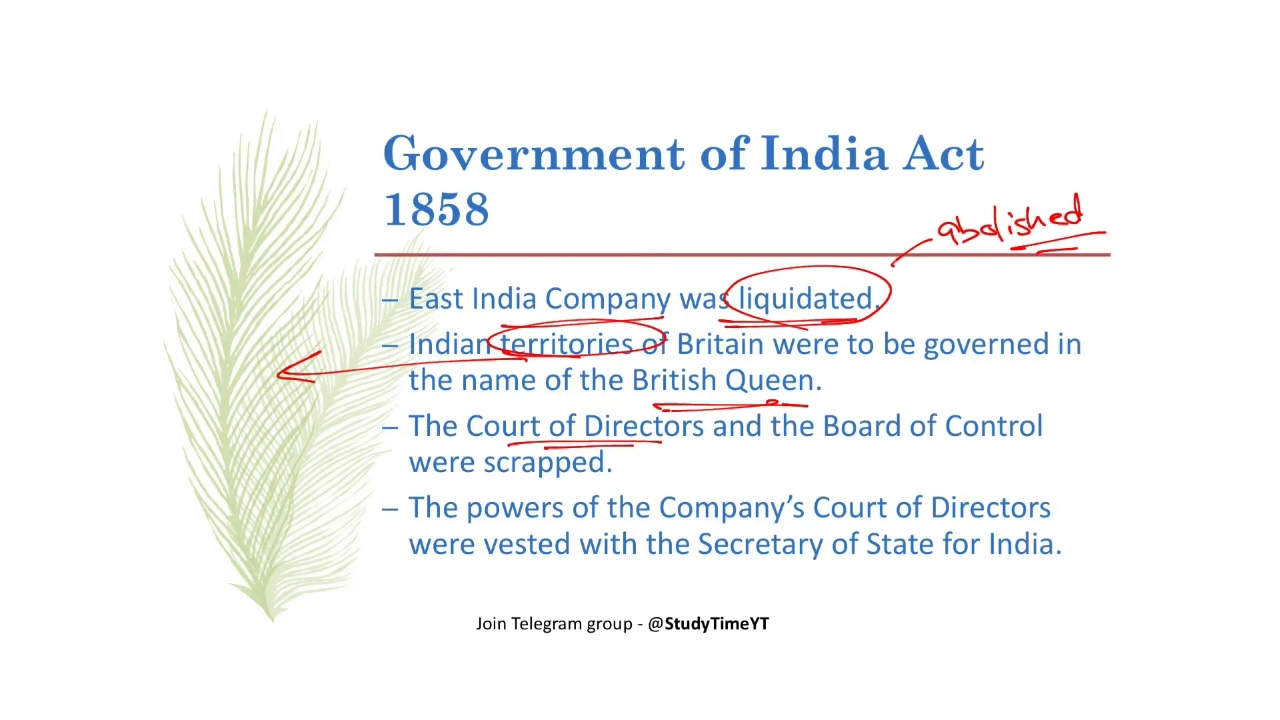 Government of India Act
1858
abolished
– East India Company was liquidated.
– Indian territories of Britain were to be governed in
the name of the British Queen.
– The Court of Directors and the Board of Control
were scrapped.
– The powers of the Company’s Court of Directors
were vested with the Secretary of State for India.
Join Telegram group - @StudyTimeYT